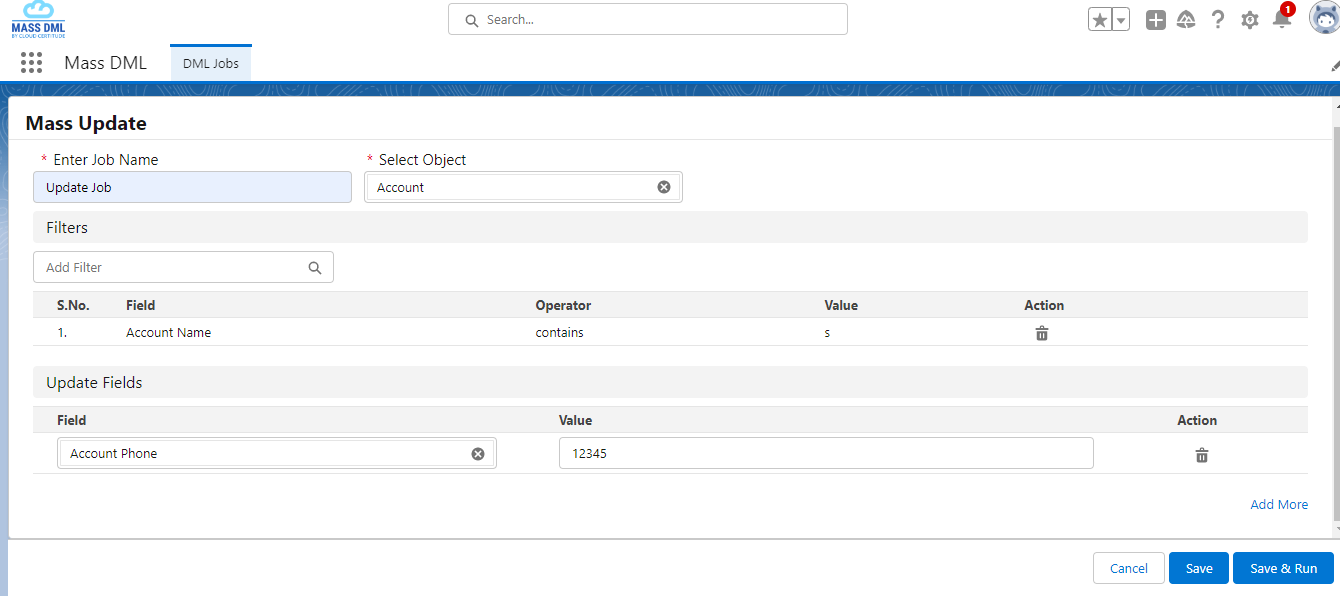 MASS DML
BY CLOUD CERTITUDE
Search...
1
Mass DML
DML Jobs
Mass Update
* Enter Job Name
* Select Object
Update Job
Account
Filters
Add Filter
S.No. Field Operator Value Action
1. Account Name contains s
Update Fields
Field Value Action
Account Phone 12345
Add More
Cancel Save Save & Run